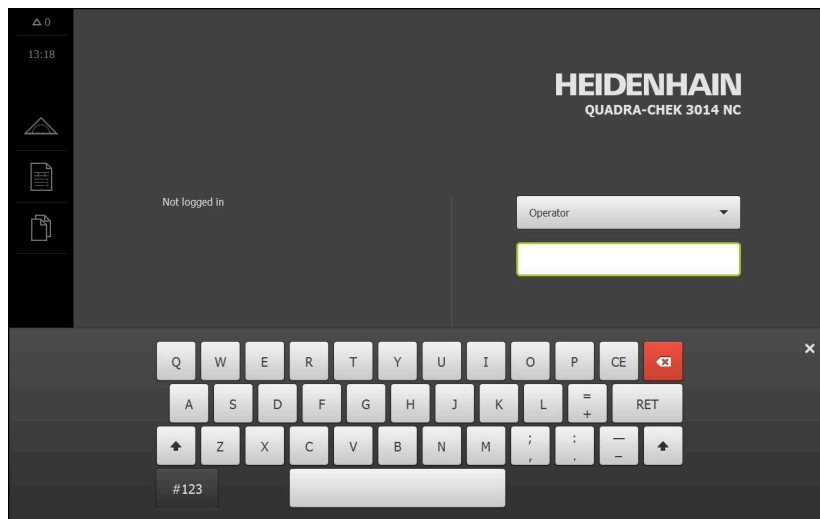 0
13:18
HEIDENHAIN
QUADRA-CHEK 3014 NC
Not logged in
Operator
Q W E R T Y U I O P CE
A S D F G H J K L = + RET
Z X C V B N M ; , : . — –
#123